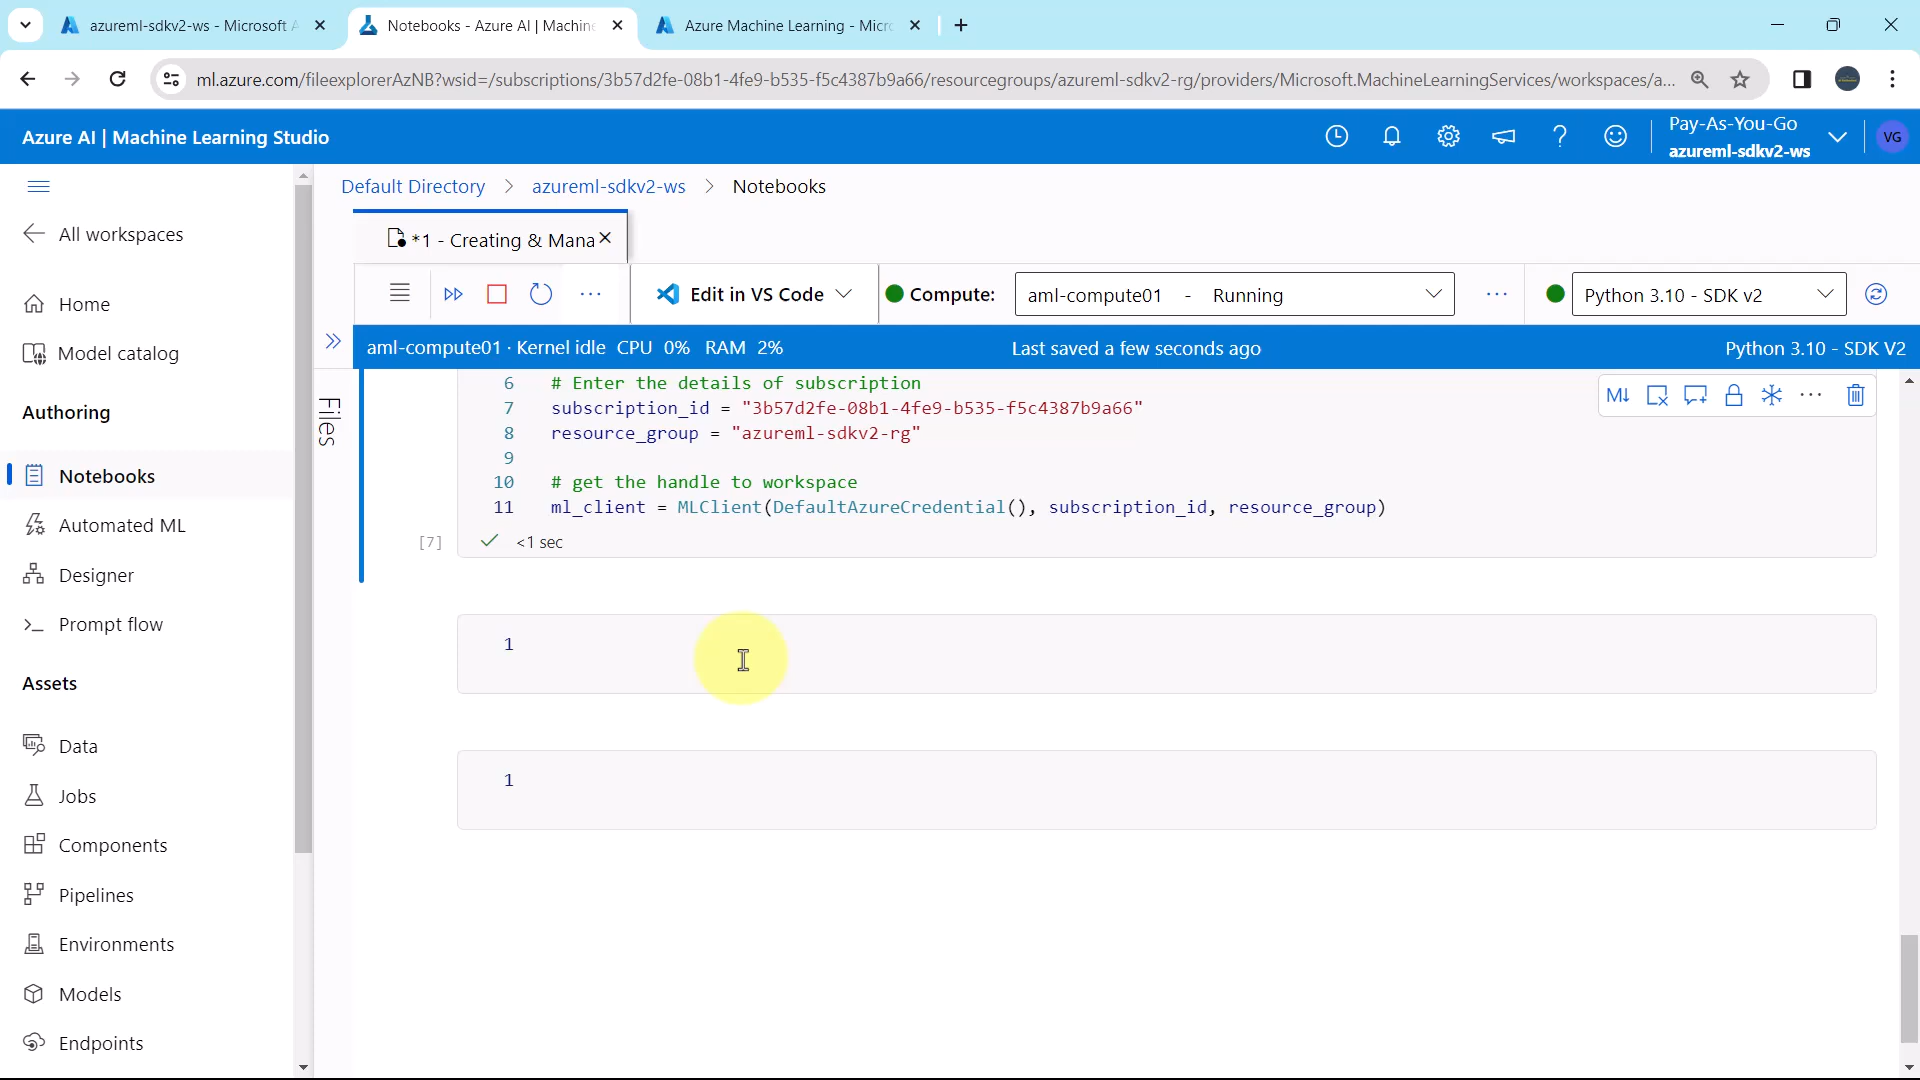 azureml-sdkv2-ws - Microsoft A
Notebooks - Azure AI | Machine
Azure Machine Learning - Micro
ml.azure.com/fileexplorerAzNB?wsid=/subscriptions/3b57d2fe-08b1-4fe9-b535-f5c4387b9a66/resourcegroups/azureml-sdkv2-rg/providers/Microsoft.MachineLearningServices/workspaces/a...
Azure AI | Machine Learning Studio
Pay-As-You-Go
azureml-sdkv2-ws
VG
All workspaces
Home
Model catalog
Authoring
Notebooks
Automated ML
Designer
Prompt flow
Assets
Data
Jobs
Components
Pipelines
Environments
Models
Endpoints
Default Directory > azureml-sdkv2-ws > Notebooks
*1 - Creating & Mana
Edit in VS Code
Compute:
aml-compute01 - Running
Python 3.10 - SDK v2
aml-compute01 · Kernel idle CPU 0% RAM 2%
Last saved a few seconds ago
Python 3.10 - SDK V2
Files
6 # Enter the details of subscription
7 subscription_id = "3b57d2fe-08b1-4fe9-b535-f5c4387b9a66"
8 resource_group = "azureml-sdkv2-rg"
9
10 # get the handle to workspace
11 ml_client = MLClient(DefaultAzureCredential(), subscription_id, resource_group)
[7] <1 sec
M↓
1
1